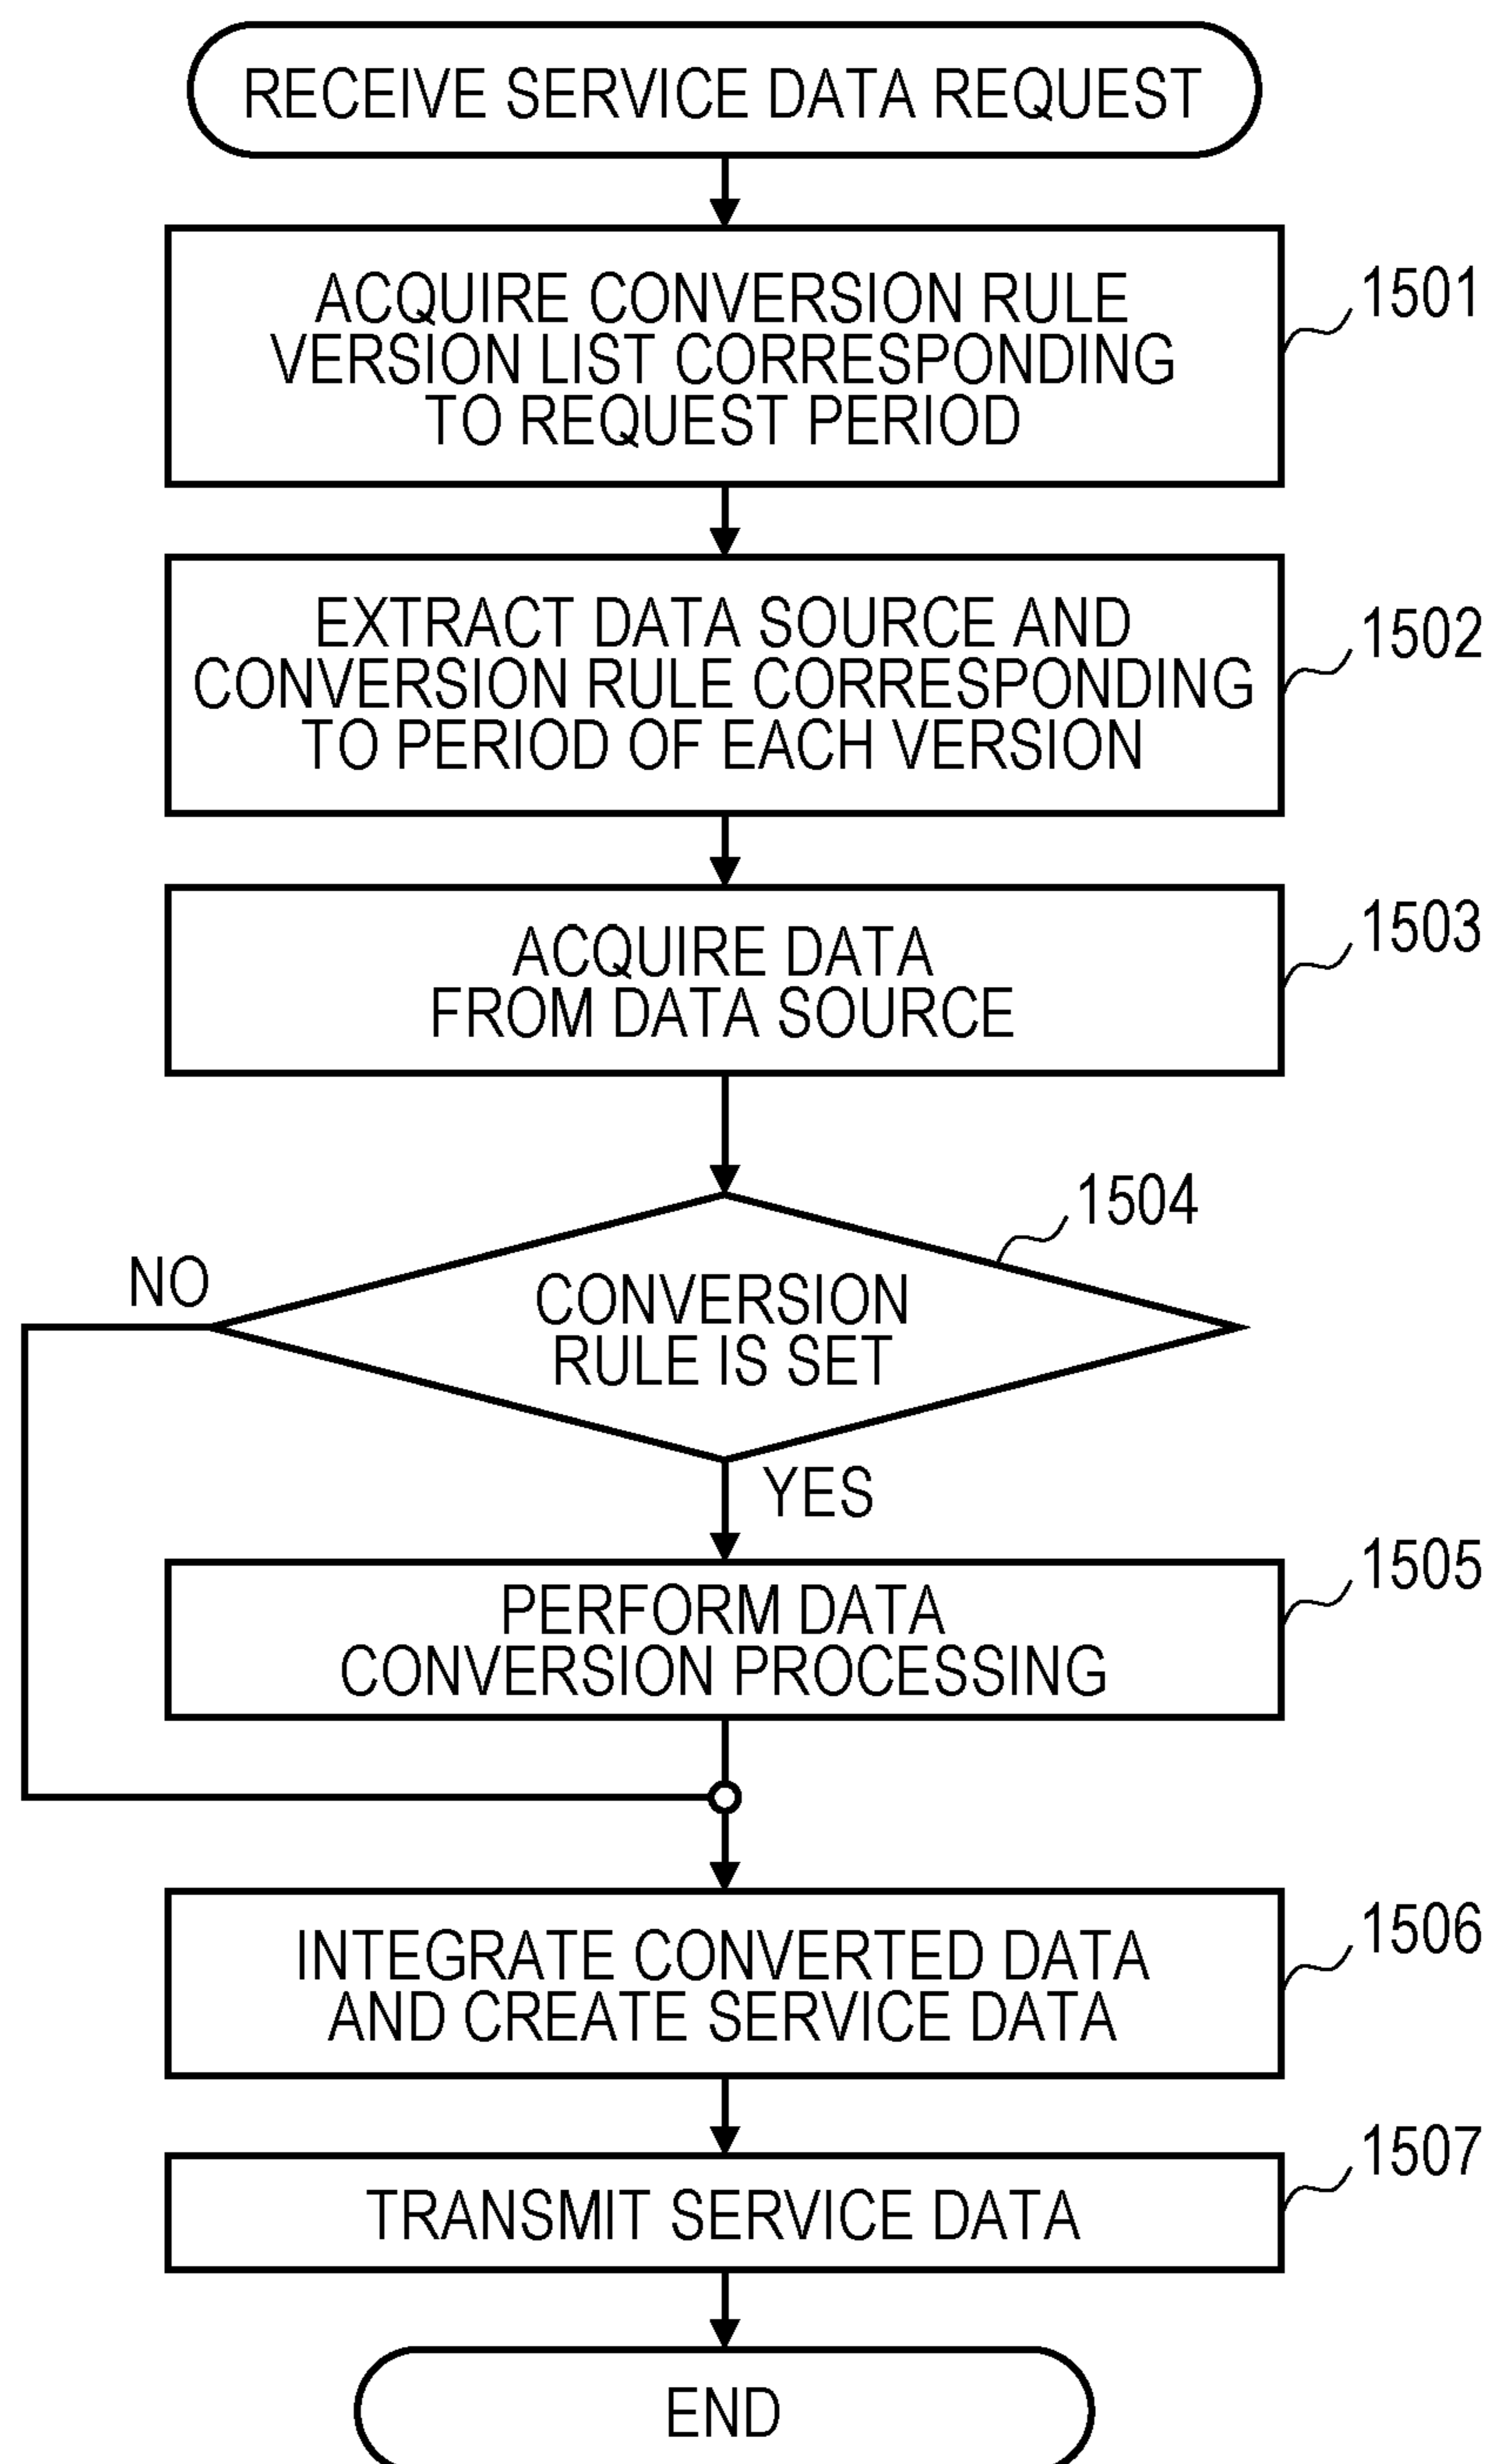 RECEIVE SERVICE DATA REQUEST
ACQUIRE CONVERSION RULE
VERSION LIST CORRESPONDING
TO REQUEST PERIOD
1501
EXTRACT DATA SOURCE AND
CONVERSION RULE CORRESPONDING
TO PERIOD OF EACH VERSION
1502
ACQUIRE DATA
FROM DATA SOURCE
1503
1504
NO
CONVERSION
RULE IS SET
YES
PERFORM DATA
CONVERSION PROCESSING
1505
INTEGRATE CONVERTED DATA
AND CREATE SERVICE DATA
1506
TRANSMIT SERVICE DATA
1507
END